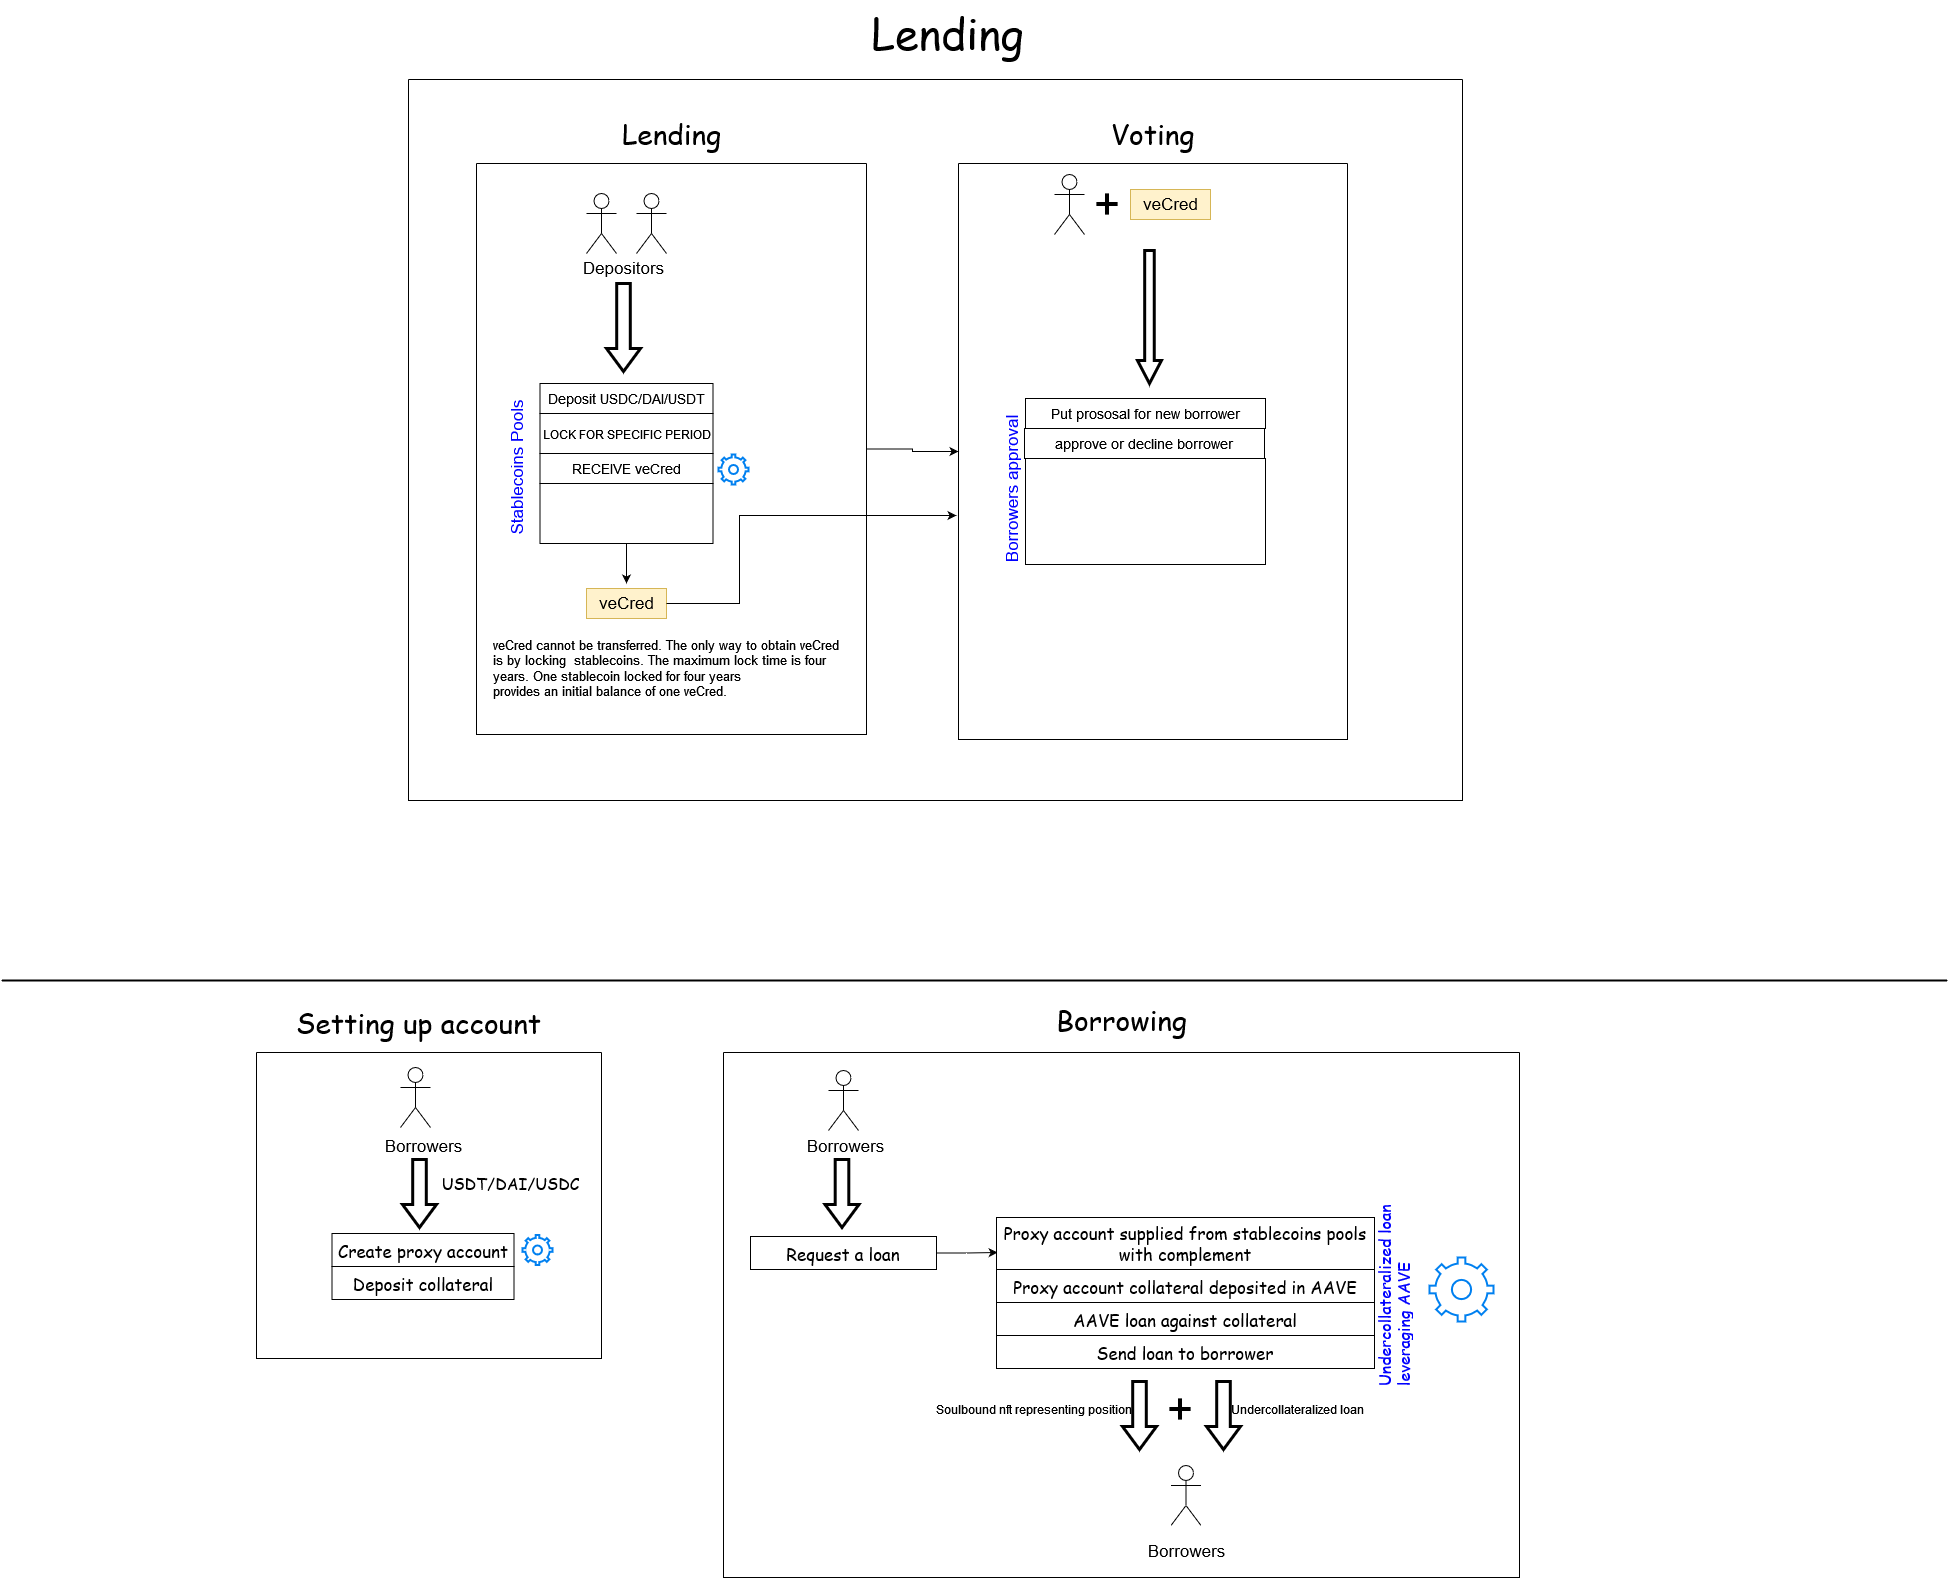 Lending
Lending
Voting
veCred
Depositors
Stablecoins Pools
Deposit USDC/DAI/USDT
LOCK FOR SPECIFIC PERIOD
RECEIVE veCred
veCred
veCred cannot be transferred. The only way to obtain veCred
is by locking  stablecoins. The maximum lock time is four
years. One stablecoin locked for four years
provides an initial balance of one veCred.
Borrowers approval
Put prososal for new borrower
approve or decline borrower
Setting up account
Borrowers
USDT/DAI/USDC
Create proxy account
Deposit collateral
Borrowing
Borrowers
Request a loan
Proxy account supplied from stablecoins pools
with complement
Proxy account collateral deposited in AAVE
AAVE loan against collateral
Send loan to borrower
Undercollateralized loan
leveraging AAVE
Soulbound nft representing position
Undercollateralized loan
Borrowers